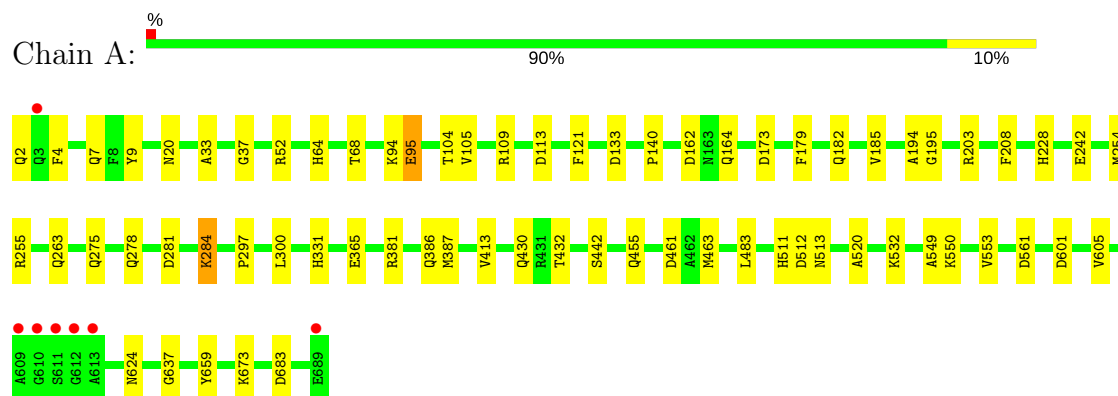 %
Chain A:
90% 10%
Q2 Q3 F4 Q7 F8 Y9 N20 A33 G37 R52 H64 T68 K94 E95 T104 V105 R109 D113 F121 D133 P140 D162 N163 Q164 D173 F179 Q182 V185 A194 G195 R203 F208 H228 E242 M254
R255 Q263 Q275 Q278 D281 K284 P297 L300 H331 E365 R381 Q386 M387 V413 Q430 R431 T432 S442 Q455 D461 A462 M463 L483 H511 D512 N513 A520 K532 A549 K550 V553 D561 D601 V605
A609 G610 S611 G612 A613 N624 G637 Y659 K673 D683 E689